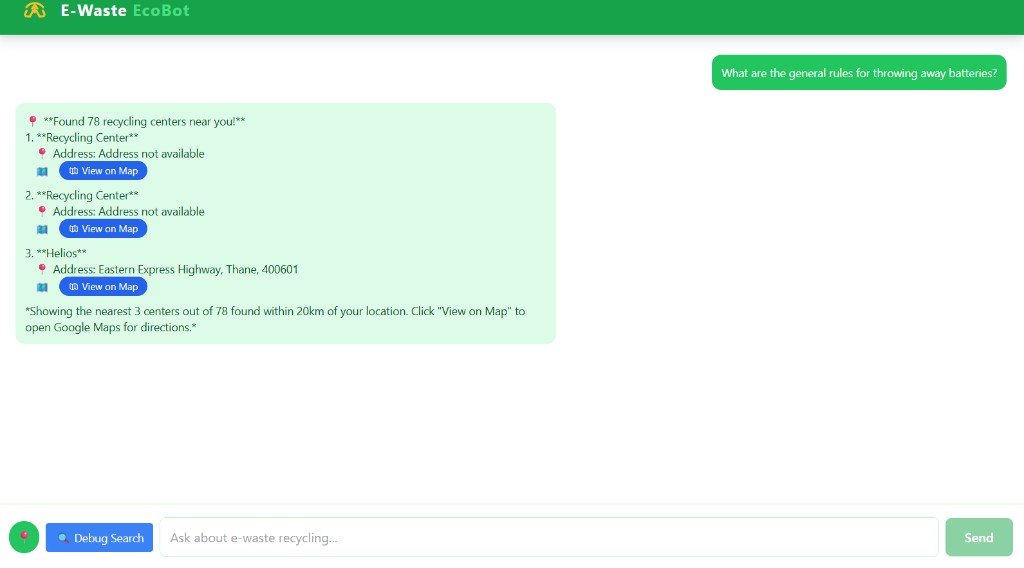 E-Waste EcoBot
What are the general rules for throwing away batteries?
**Found 78 recycling centers near you!**
1. **Recycling Center**
Address: Address not available
View on Map
2. **Recycling Center**
Address: Address not available
View on Map
3. **Helios**
Address: Eastern Express Highway, Thane, 400601
View on Map
*Showing the nearest 3 centers out of 78 found within 20km of your location. Click "View on Map" to
open Google Maps for directions.*
Debug Search
Ask about e-waste recycling...
Send